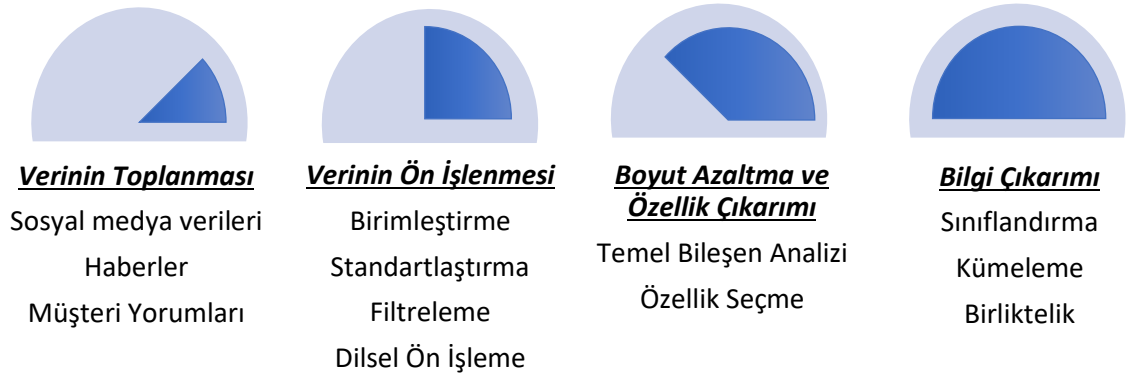 Verinin Toplanması
Sosyal medya verileri
Haberler
Müşteri Yorumları
Verinin Ön İşlenmesi
Birimleştirme
Standartlaştırma
Filtreleme
Dilsel Ön İşleme
Boyut Azaltma ve
Özellik Çıkarımı
Temel Bileşen Analizi
Özellik Seçme
Bilgi Çıkarımı
Sınıflandırma
Kümeleme
Birliktelik